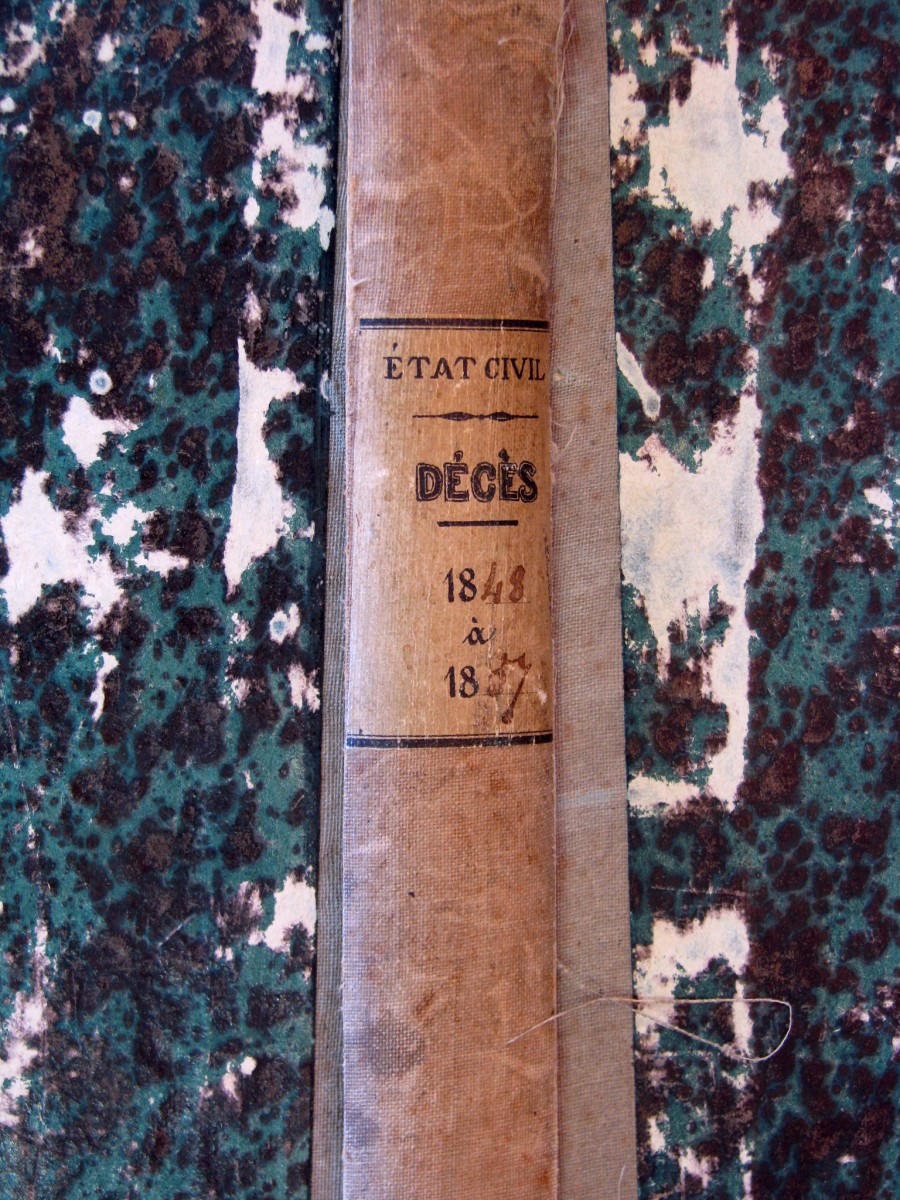 ÉTAT CIVIL
DÉCÈS
1848
à
1857